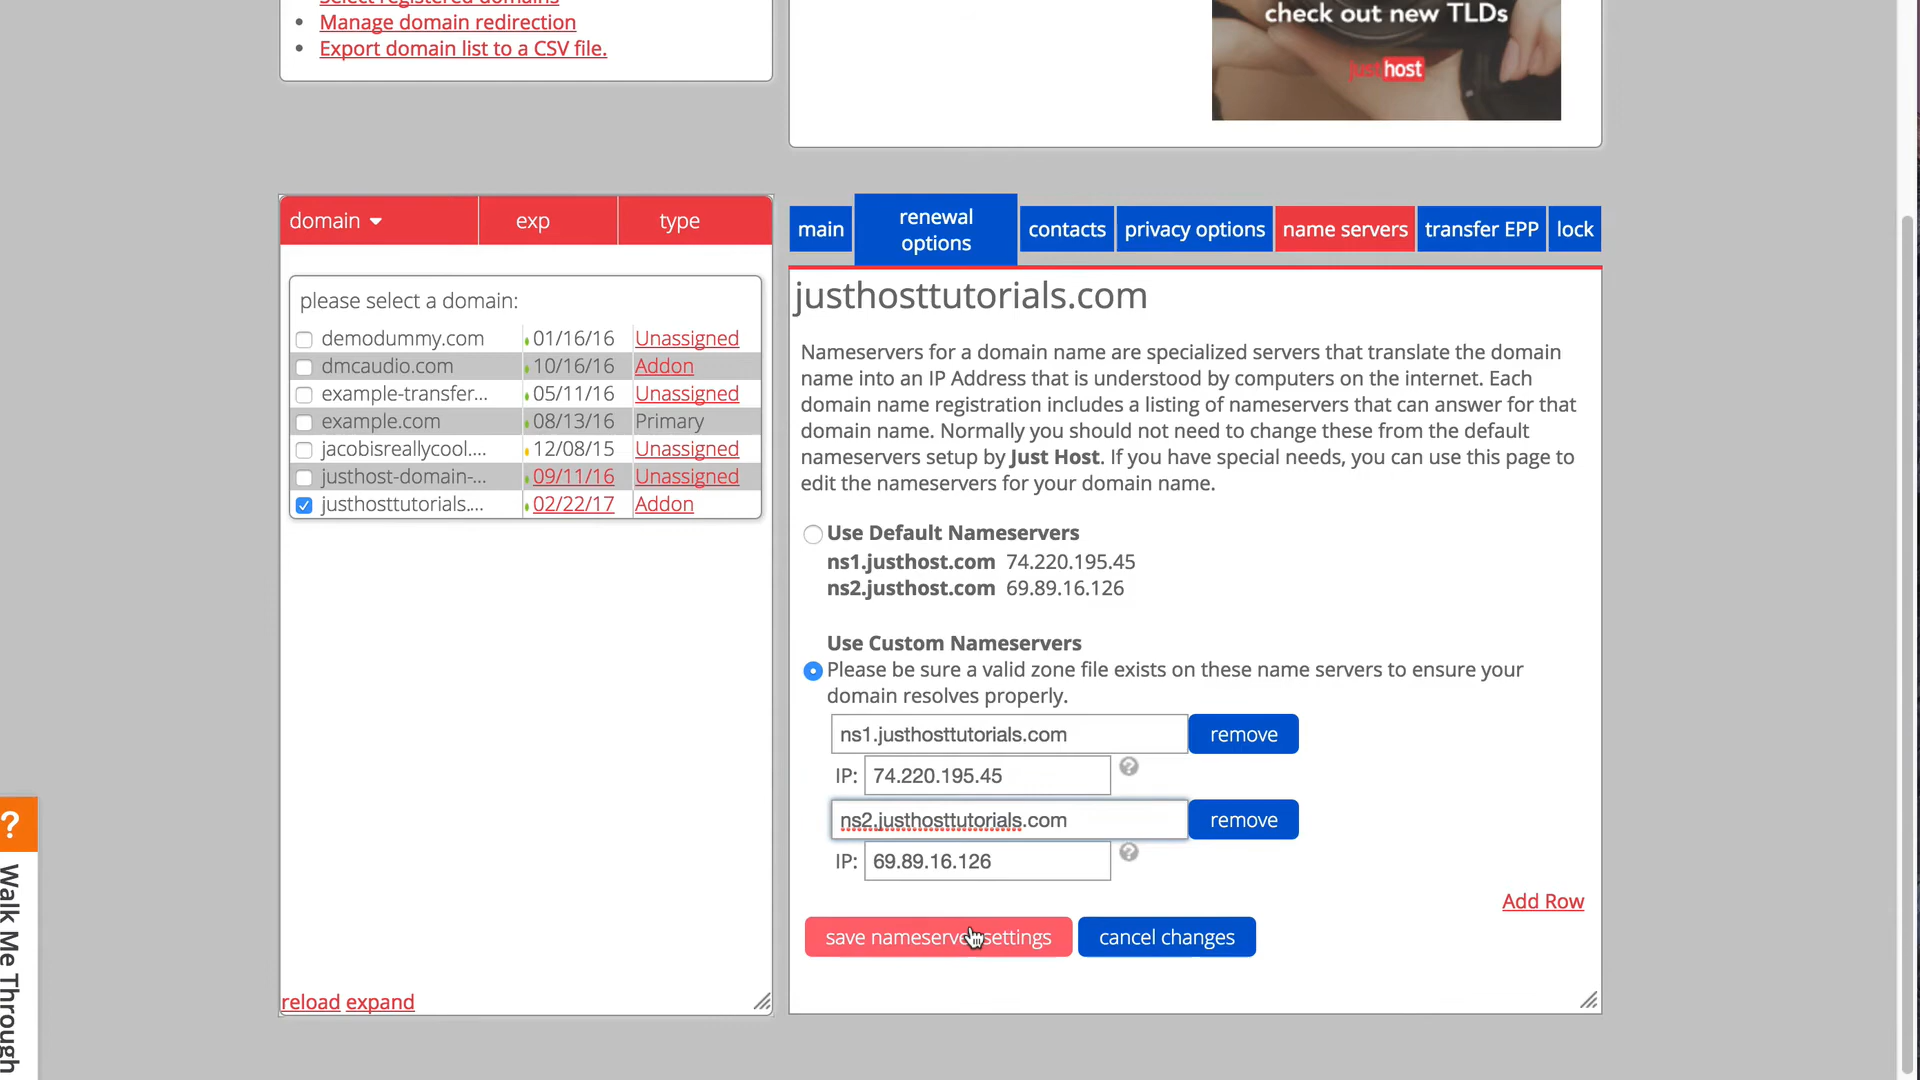 Select registered domains
Manage domain redirection
Export domain list to a CSV file.
check out new TLDs
justhost
domain
exp
type
please select a domain:
demodummy.com 01/16/16 Unassigned
dmcaudio.com 10/16/16 Addon
example-transfer... 05/11/16 Unassigned
example.com 08/13/16 Primary
jacobisreallycool.... 12/08/15 Unassigned
justhost-domain-... 09/11/16 Unassigned
justhosttutorials.... 02/22/17 Addon
reload expand
main
renewal
options
contacts
privacy options
name servers
transfer EPP
lock
justhosttutorials.com
Nameservers for a domain name are specialized servers that translate the domain
name into an IP Address that is understood by computers on the internet. Each
domain name registration includes a listing of nameservers that can answer for that
domain name. Normally you should not need to change these from the default
nameservers setup by Just Host. If you have special needs, you can use this page to
edit the nameservers for your domain name.
Use Default Nameservers
ns1.justhost.com 74.220.195.45
ns2.justhost.com 69.89.16.126
Use Custom Nameservers
Please be sure a valid zone file exists on these name servers to ensure your
domain resolves properly.
ns1.justhosttutorials.com remove
IP: 74.220.195.45 ?
ns2.justhosttutorials.com remove
IP: 69.89.16.126 ?
Add Row
save nameserver settings
cancel changes
?
Walk Me Through